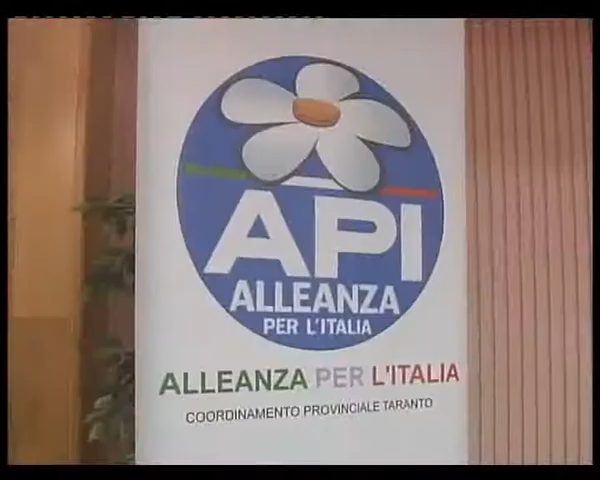 API
ALLEANZA
PER L'ITALIA
ALLEANZA PER L'ITALIA
COORDINAMENTO PROVINCIALE TARANTO